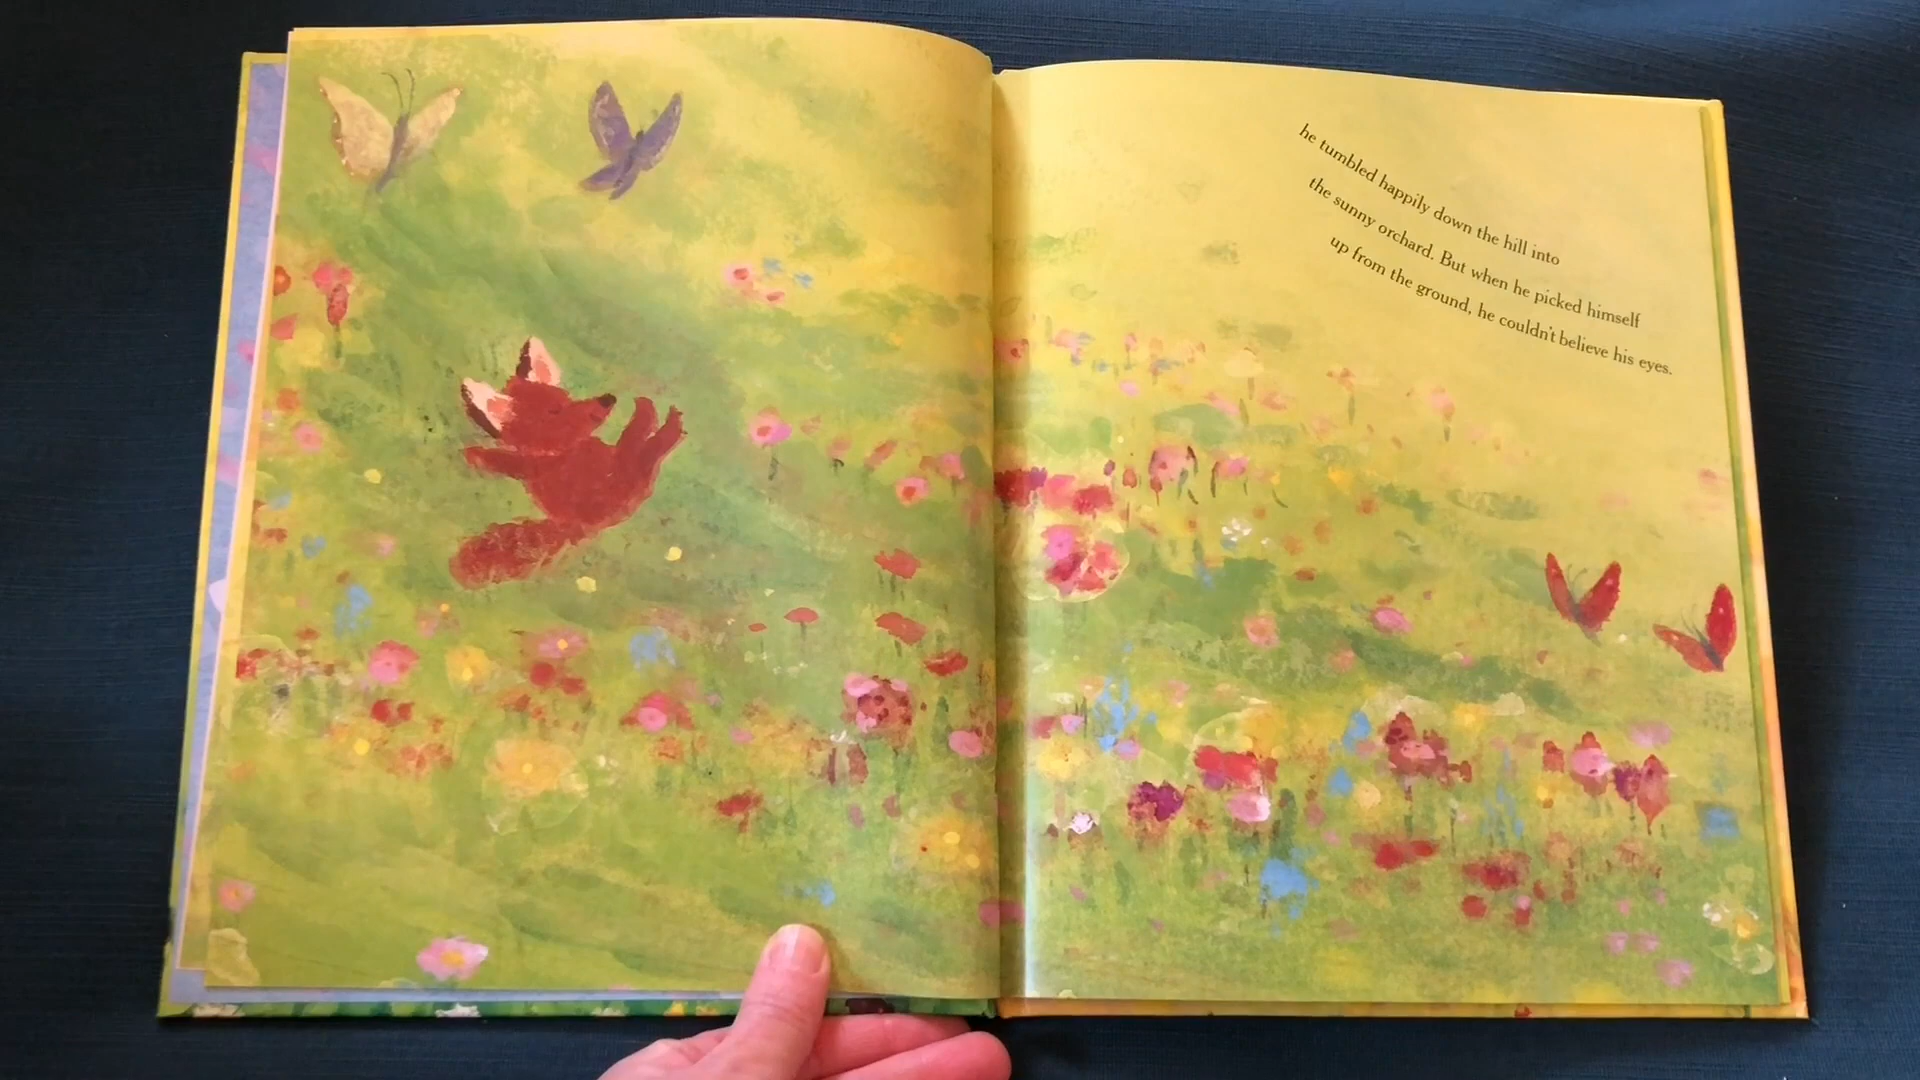 he tumbled happily down the hill into
the sunny orchard. But when he picked himself
up from the ground, he couldn't believe his eyes.